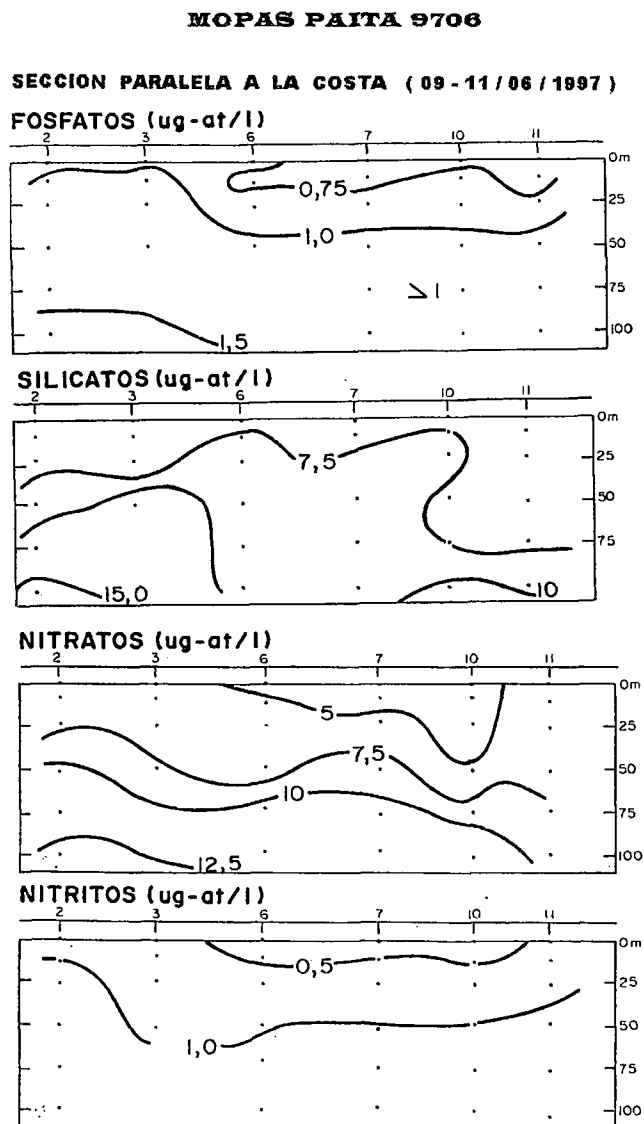 MOPAS PAITA 9706
SECCION PARALELA A LA COSTA (09-11/06/1997)
FOSFATOS (ug-at/l)
2 3 6 7 10 11
0m
0,75
25
1,0
50
>1
75
100
1,5
SILICATOS (ug-at/l)
2 3 6 7 10 11
0m
7,5
25
50
75
15,0
10
NITRATOS (ug-at/l)
2 3 6 7 10 11
0m
5
25
7,5
50
10
75
12,5
100
NITRITOS (ug-at/l)
2 3 6 7 10 11
0m
0,5
25
1,0
50
75
100